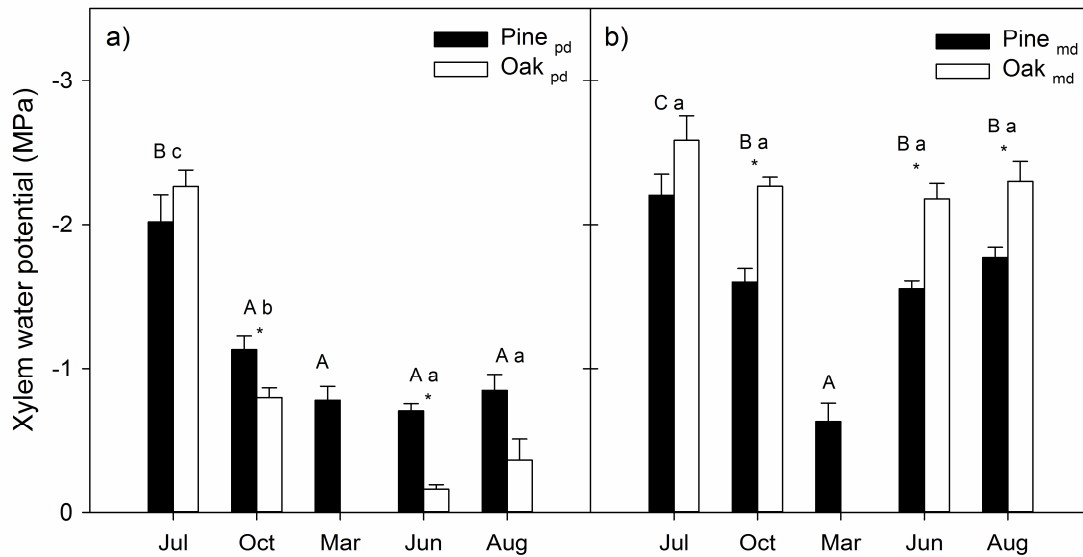 a)
Pine pd
Oak pd
b)
Pine md
Oak md
Xylem water potential (MPa)
-3
-2
-1
0
B c
A b
*
A
A a
*
A a
C a
B a
*
A
B a
*
B a
*
Jul Oct Mar Jun Aug
Jul Oct Mar Jun Aug